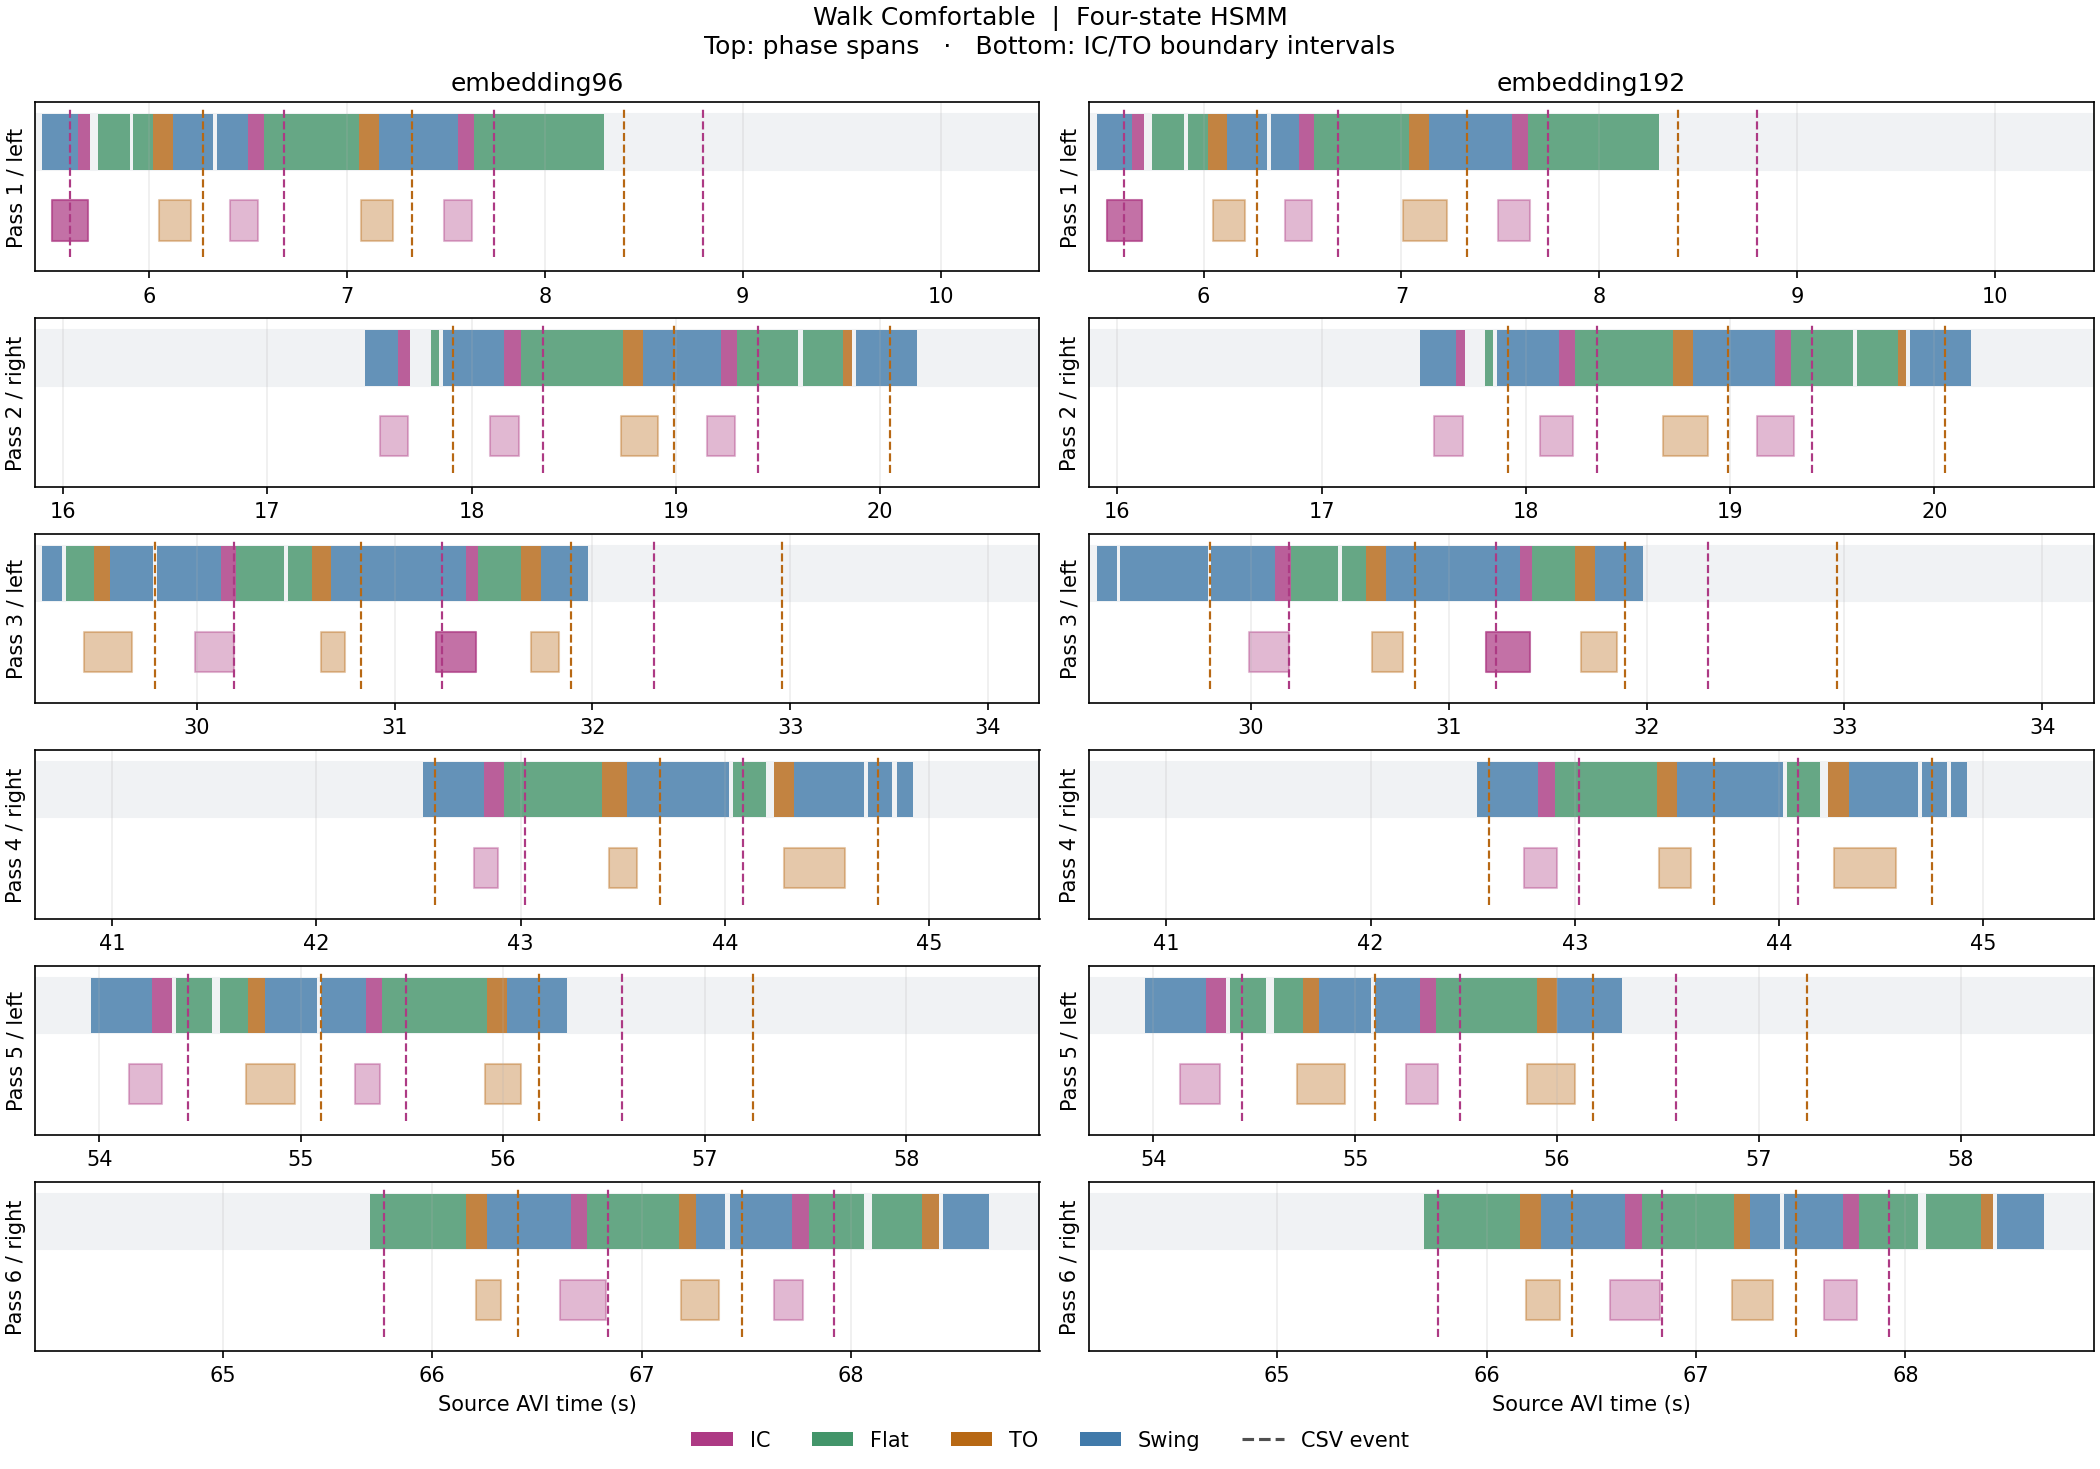 Walk Comfortable  |  Four-state HSMM
Top: phase spans   ·   Bottom: IC/TO boundary intervals
embedding96
embedding192
Pass 1 / left
6 7 8 9 10
Pass 1 / left
6 7 8 9 10
Pass 2 / right
16 17 18 19 20
Pass 2 / right
16 17 18 19 20
Pass 3 / left
30 31 32 33 34
Pass 3 / left
30 31 32 33 34
Pass 4 / right
41 42 43 44 45
Pass 4 / right
41 42 43 44 45
Pass 5 / left
54 55 56 57 58
Pass 5 / left
54 55 56 57 58
Pass 6 / right
65 66 67 68
Source AVI time (s)
Pass 6 / right
65 66 67 68
Source AVI time (s)
IC Flat TO Swing CSV event